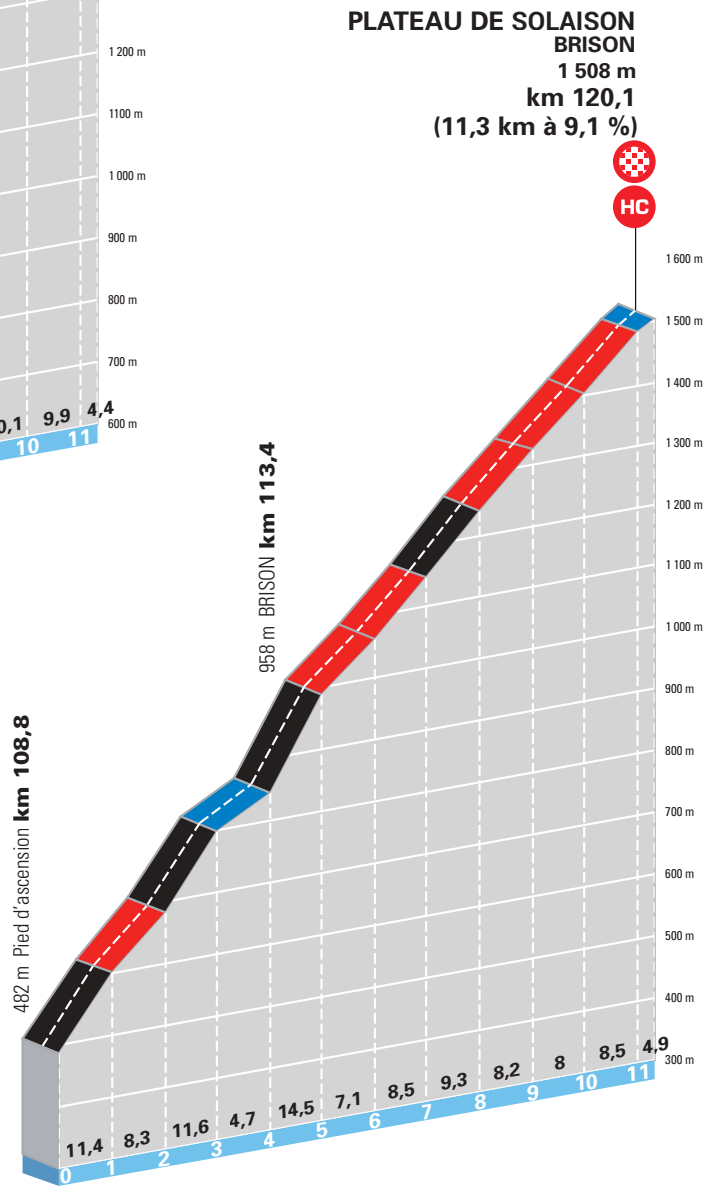 PLATEAU DE SOLAISON
BRISON
1 508 m
km 120,1
(11,3 km à 9,1 %)
HC
1 200 m
1100 m
1 000 m
900 m
800 m
700 m
600 m
9,9 4,4
10 11
1 600 m
1 500 m
1 400 m
1 300 m
1 200 m
1 100 m
1 000 m
900 m
800 m
700 m
600 m
500 m
400 m
300 m
958 m BRISON km 113,4
482 m Pied d'ascension km 108,8
11,4 8,3 11,6 4,7 14,5 7,1 8,5 9,3 8,2 8 8,5 4,9
0 1 2 3 4 5 6 7 8 9 10 11